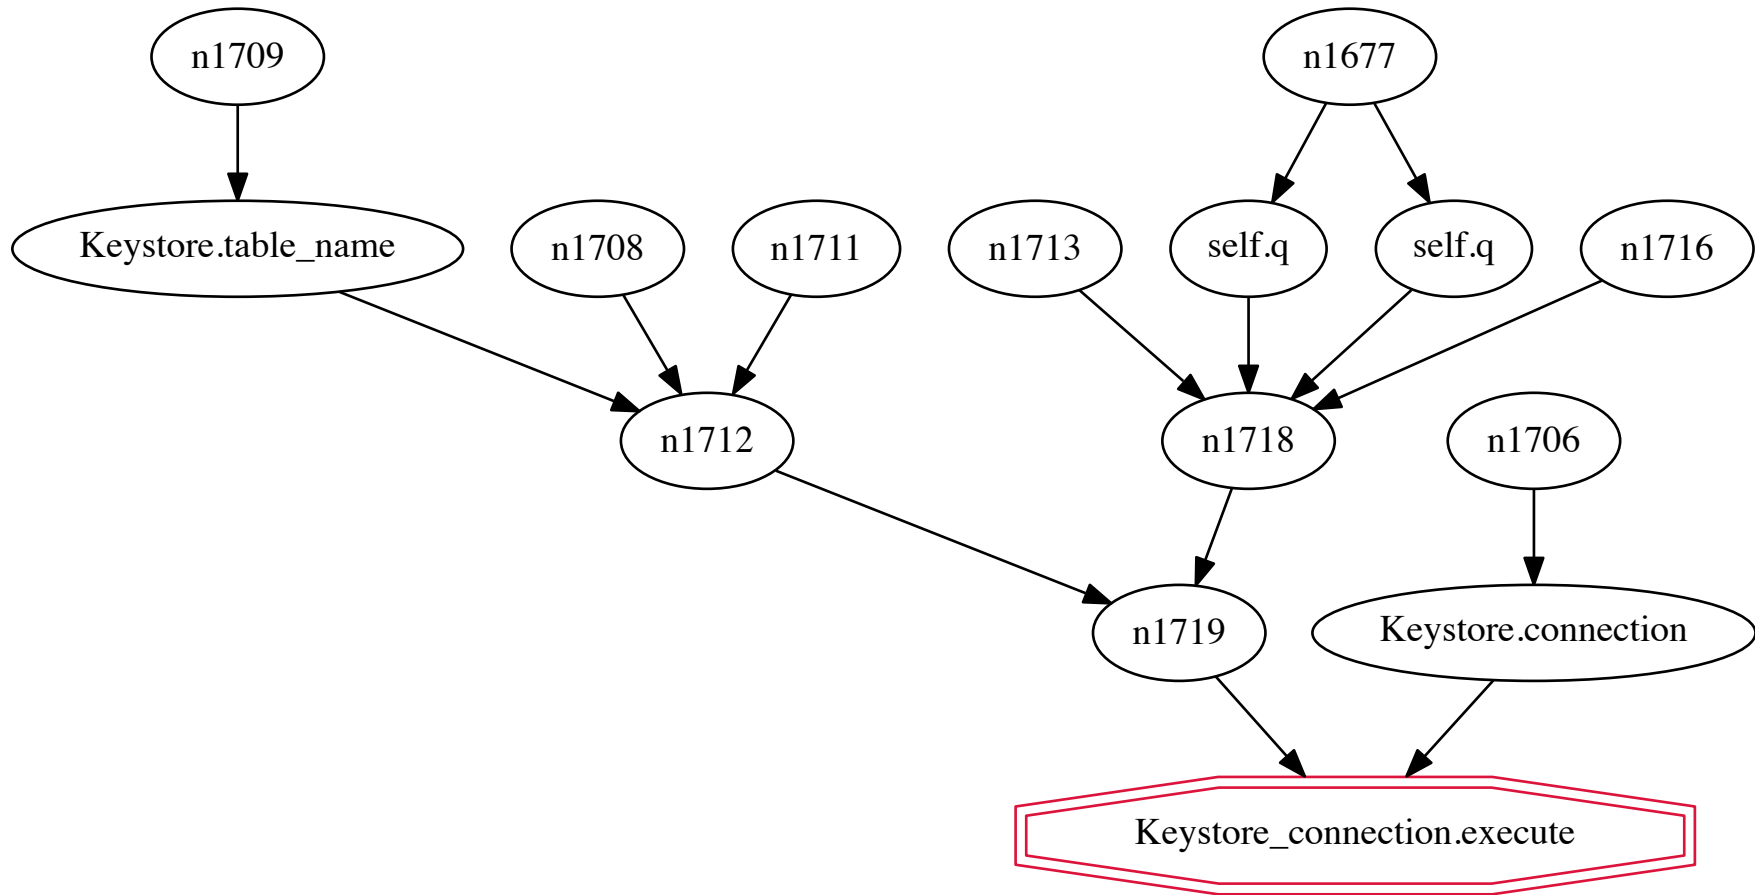 n1709
n1677
Keystore.table_name
n1708
n1711
n1713
self.q
self.q
n1716
n1712
n1718
n1706
n1719
Keystore.connection
Keystore_connection.execute